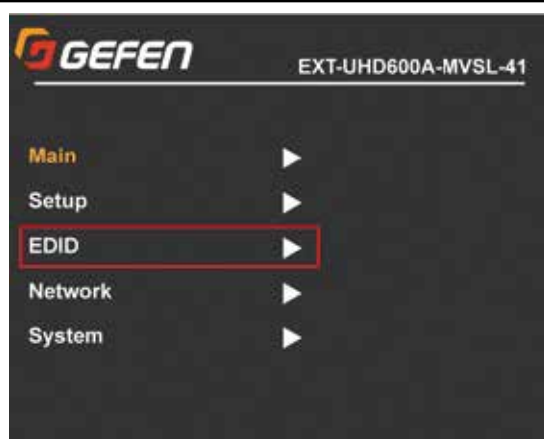 GEFEN
EXT-UHD600A-MVSL-41
Main
Setup
EDID
Network
System